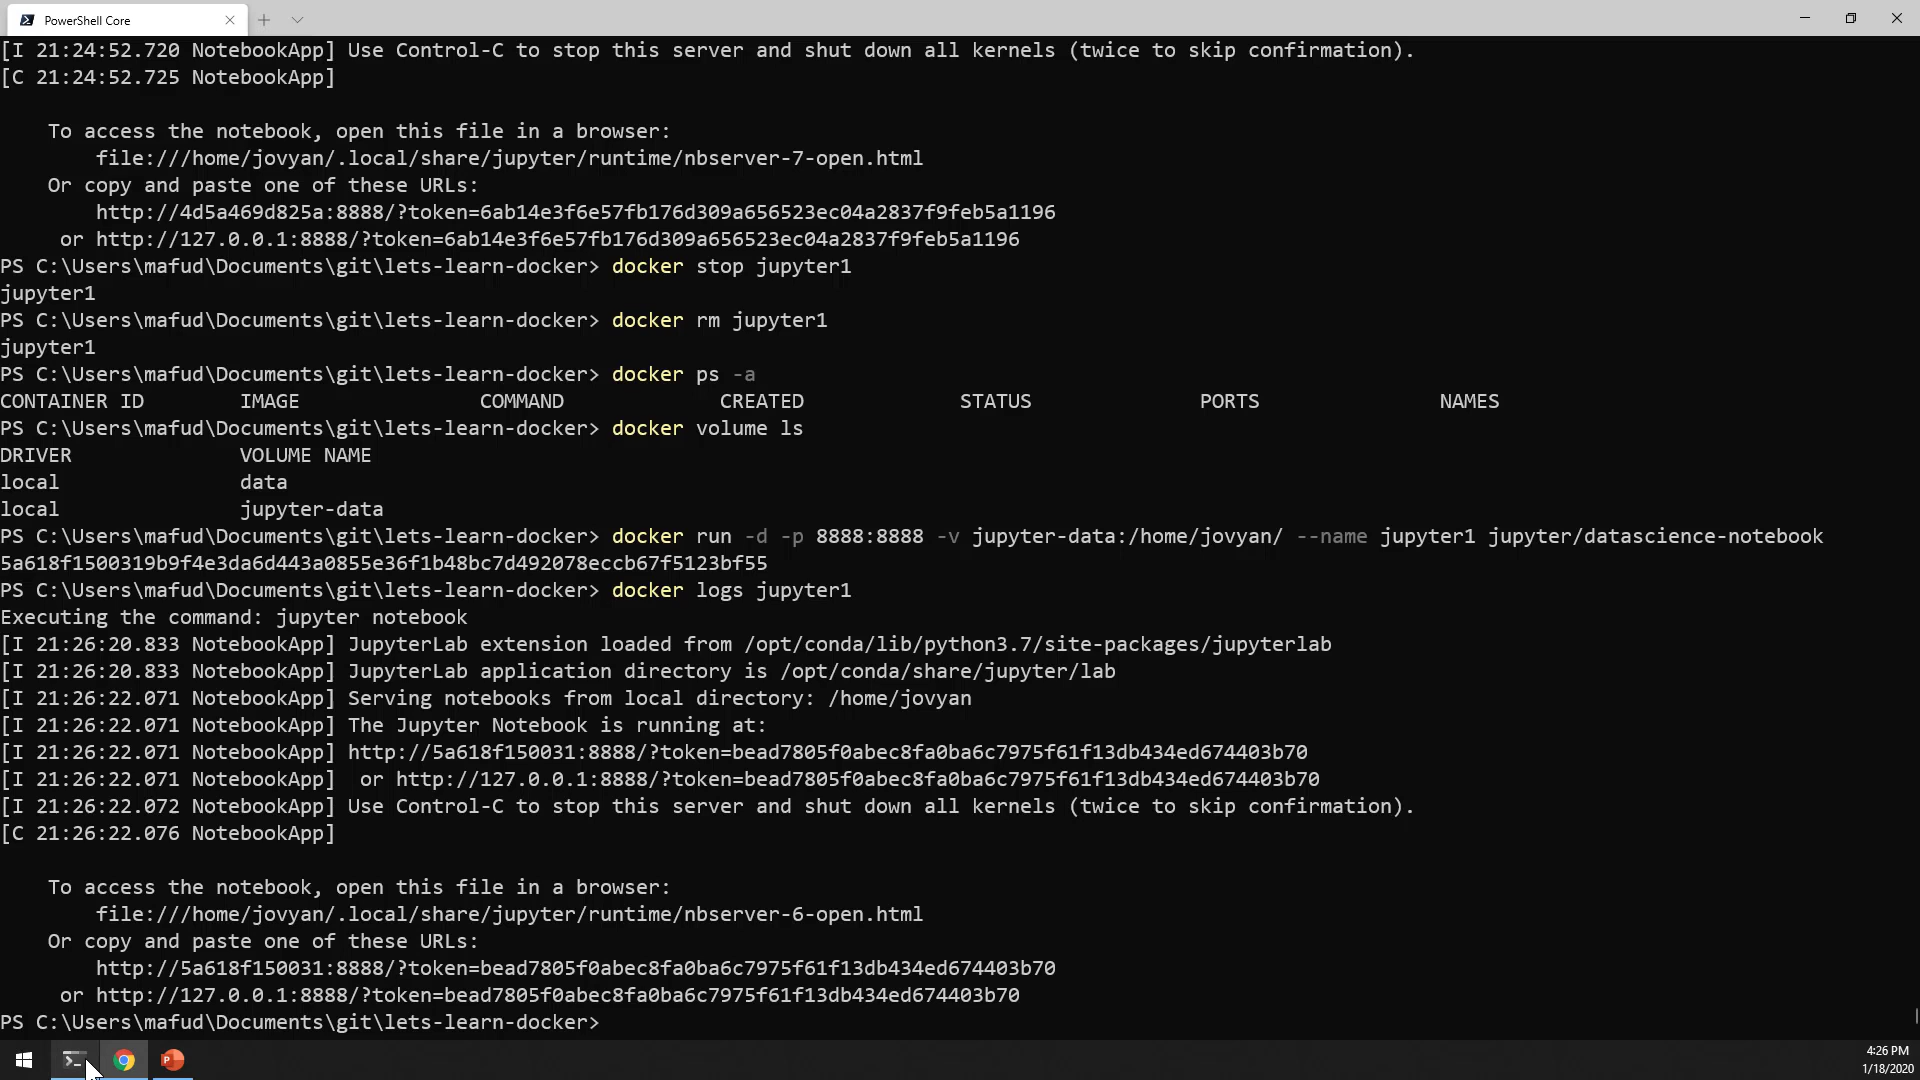 PowerShell Core
[I 21:24:52.720 NotebookApp] Use Control-C to stop this server and shut down all kernels (twice to skip confirmation).
[C 21:24:52.725 NotebookApp]
To access the notebook, open this file in a browser:
file:///home/jovyan/.local/share/jupyter/runtime/nbserver-7-open.html
Or copy and paste one of these URLs:
http://4d5a469d825a:8888/?token=6ab14e3f6e57fb176d309a656523ec04a2837f9feb5a1196
or http://127.0.0.1:8888/?token=6ab14e3f6e57fb176d309a656523ec04a2837f9feb5a1196
PS C:\Users\mafud\Documents\git\lets-learn-docker> docker stop jupyter1
jupyter1
PS C:\Users\mafud\Documents\git\lets-learn-docker> docker rm jupyter1
jupyter1
PS C:\Users\mafud\Documents\git\lets-learn-docker> docker ps -a
CONTAINER ID IMAGE COMMAND CREATED STATUS PORTS NAMES
PS C:\Users\mafud\Documents\git\lets-learn-docker> docker volume ls
DRIVER VOLUME NAME
local data
local jupyter-data
PS C:\Users\mafud\Documents\git\lets-learn-docker> docker run -d -p 8888:8888 -v jupyter-data:/home/jovyan/ --name jupyter1 jupyter/datascience-notebook
5a618f1500319b9f4e3da6d443a0855e36f1b48bc7d492078eccb67f5123bf55
PS C:\Users\mafud\Documents\git\lets-learn-docker> docker logs jupyter1
Executing the command: jupyter notebook
[I 21:26:20.833 NotebookApp] JupyterLab extension loaded from /opt/conda/lib/python3.7/site-packages/jupyterlab
[I 21:26:20.833 NotebookApp] JupyterLab application directory is /opt/conda/share/jupyter/lab
[I 21:26:22.071 NotebookApp] Serving notebooks from local directory: /home/jovyan
[I 21:26:22.071 NotebookApp] The Jupyter Notebook is running at:
[I 21:26:22.071 NotebookApp] http://5a618f150031:8888/?token=bead7805f0abec8fa0ba6c7975f61f13db434ed674403b70
[I 21:26:22.071 NotebookApp]  or http://127.0.0.1:8888/?token=bead7805f0abec8fa0ba6c7975f61f13db434ed674403b70
[I 21:26:22.072 NotebookApp] Use Control-C to stop this server and shut down all kernels (twice to skip confirmation).
[C 21:26:22.076 NotebookApp]
To access the notebook, open this file in a browser:
file:///home/jovyan/.local/share/jupyter/runtime/nbserver-6-open.html
Or copy and paste one of these URLs:
http://5a618f150031:8888/?token=bead7805f0abec8fa0ba6c7975f61f13db434ed674403b70
or http://127.0.0.1:8888/?token=bead7805f0abec8fa0ba6c7975f61f13db434ed674403b70
PS C:\Users\mafud\Documents\git\lets-learn-docker>
4:26 PM
1/18/2020